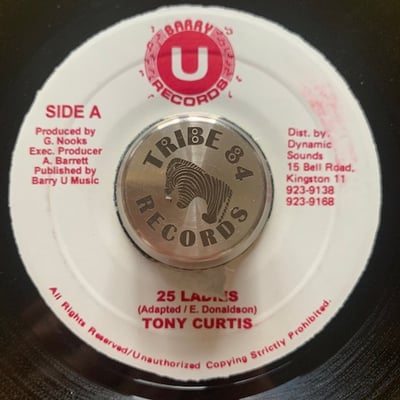 BARRY
U
RECORDS
SIDE A
Produced by
G. Nooks
Exec. Producer
A. Barrett
Published by
Barry U Music
Dist. by:
Dynamic
Sounds
15 Bell Road,
Kingston 11
923-9138
923-9168
TRIBE 84
RECORDS
25 LADIES
(Adapted / E. Donaldson)
TONY CURTIS
All Rights Reserved/Unauthorized Copying Strictly Prohibited.